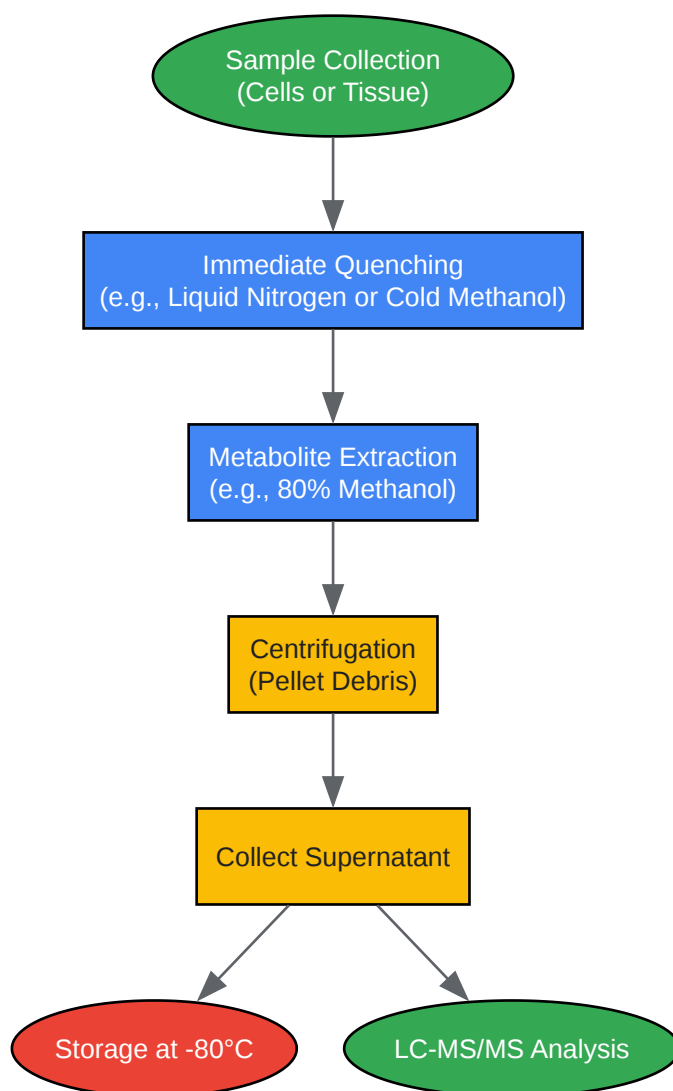 Sample Collection
(Cells or Tissue)
Immediate Quenching
(e.g., Liquid Nitrogen or Cold Methanol)
Metabolite Extraction
(e.g., 80% Methanol)
Centrifugation
(Pellet Debris)
Collect Supernatant
Storage at -80°C
LC-MS/MS Analysis